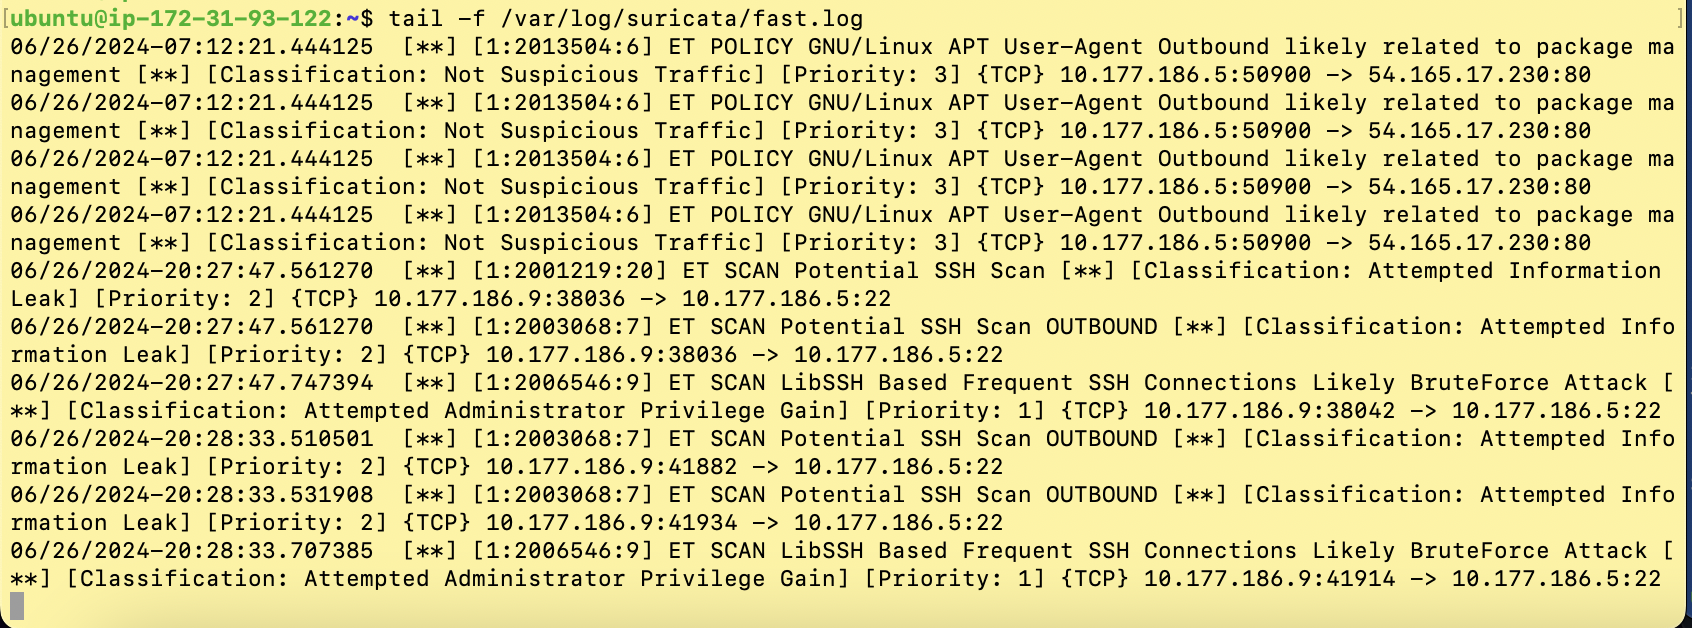 [ubuntu@ip-172-31-93-122:~$ tail -f /var/log/suricata/fast.log ]
06/26/2024-07:12:21.444125  [**] [1:2013504:6] ET POLICY GNU/Linux APT User-Agent Outbound likely related to package ma
nagement [**] [Classification: Not Suspicious Traffic] [Priority: 3] {TCP} 10.177.186.5:50900 -> 54.165.17.230:80
06/26/2024-07:12:21.444125  [**] [1:2013504:6] ET POLICY GNU/Linux APT User-Agent Outbound likely related to package ma
nagement [**] [Classification: Not Suspicious Traffic] [Priority: 3] {TCP} 10.177.186.5:50900 -> 54.165.17.230:80
06/26/2024-07:12:21.444125  [**] [1:2013504:6] ET POLICY GNU/Linux APT User-Agent Outbound likely related to package ma
nagement [**] [Classification: Not Suspicious Traffic] [Priority: 3] {TCP} 10.177.186.5:50900 -> 54.165.17.230:80
06/26/2024-07:12:21.444125  [**] [1:2013504:6] ET POLICY GNU/Linux APT User-Agent Outbound likely related to package ma
nagement [**] [Classification: Not Suspicious Traffic] [Priority: 3] {TCP} 10.177.186.5:50900 -> 54.165.17.230:80
06/26/2024-20:27:47.561270  [**] [1:2001219:20] ET SCAN Potential SSH Scan [**] [Classification: Attempted Information
Leak] [Priority: 2] {TCP} 10.177.186.9:38036 -> 10.177.186.5:22
06/26/2024-20:27:47.561270  [**] [1:2003068:7] ET SCAN Potential SSH Scan OUTBOUND [**] [Classification: Attempted Info
rmation Leak] [Priority: 2] {TCP} 10.177.186.9:38036 -> 10.177.186.5:22
06/26/2024-20:27:47.747394  [**] [1:2006546:9] ET SCAN LibSSH Based Frequent SSH Connections Likely BruteForce Attack [
**] [Classification: Attempted Administrator Privilege Gain] [Priority: 1] {TCP} 10.177.186.9:38042 -> 10.177.186.5:22
06/26/2024-20:28:33.510501  [**] [1:2003068:7] ET SCAN Potential SSH Scan OUTBOUND [**] [Classification: Attempted Info
rmation Leak] [Priority: 2] {TCP} 10.177.186.9:41882 -> 10.177.186.5:22
06/26/2024-20:28:33.531908  [**] [1:2003068:7] ET SCAN Potential SSH Scan OUTBOUND [**] [Classification: Attempted Info
rmation Leak] [Priority: 2] {TCP} 10.177.186.9:41934 -> 10.177.186.5:22
06/26/2024-20:28:33.707385  [**] [1:2006546:9] ET SCAN LibSSH Based Frequent SSH Connections Likely BruteForce Attack [
**] [Classification: Attempted Administrator Privilege Gain] [Priority: 1] {TCP} 10.177.186.9:41914 -> 10.177.186.5:22